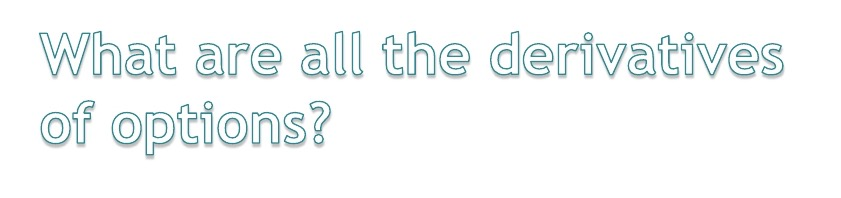 What are all the derivatives
of options?